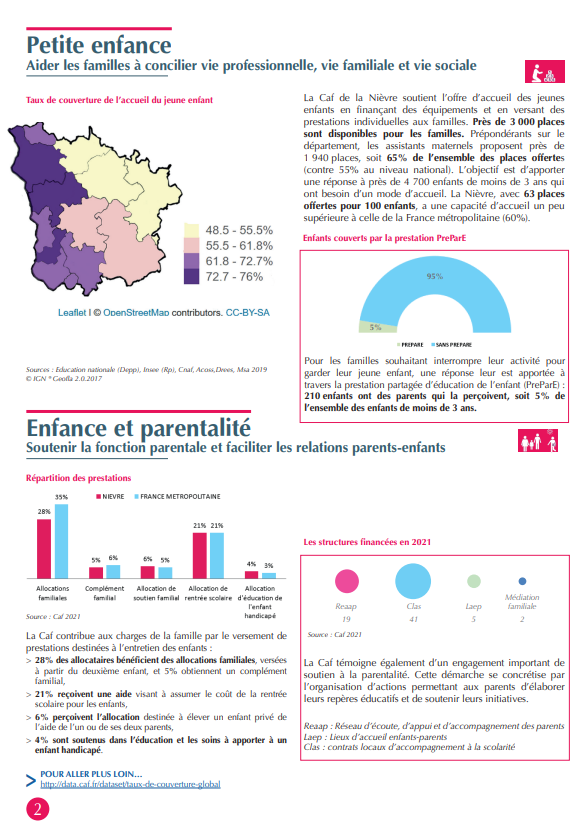 Petite enfance
Aider les familles à concilier vie professionnelle, vie familiale et vie sociale
Taux de couverture de l'accueil du jeune enfant
48.5 - 55.5%
55.5 - 61.8%
61.8 - 72.7%
72.7 - 76%
Leaflet | © OpenStreetMap contributors. CC-BY-SA
Sources : Education nationale (Depp), Insee (Rp), Cnaf, Acoss,Drees, Msa 2019
© IGN ° Geofla 2.0.2017
La Caf de la Nièvre soutient l'offre d'accueil des jeunes
enfants en finançant des équipements et en versant des
prestations individuelles aux familles. Près de 3 000 places
sont disponibles pour les familles. Prépondérants sur le
département, les assistants maternels proposent près de
1 940 places, soit 65% de l'ensemble des places offertes
(contre 55% au niveau national). L'objectif est d'apporter
une réponse à près de 4 700 enfants de moins de 3 ans qui
ont besoin d'un mode d'accueil. La Nièvre, avec 63 places
offertes pour 100 enfants, a une capacité d'accueil un peu
supérieure à celle de la France métropolitaine (60%).
Enfants couverts par la prestation PreParE
95%
5%
PREPARE
SANS PREPARE
Pour les familles souhaitant interrompre leur activité pour
garder leur jeune enfant, une réponse leur est apportée à
travers la prestation partagée d'éducation de l'enfant (PreParE) :
210 enfants ont des parents qui la perçoivent, soit 5% de
l'ensemble des enfants de moins de 3 ans.
Enfance et parentalité
Soutenir la fonction parentale et faciliter les relations parents-enfants
Répartition des prestations
NIEVRE
FRANCE METROPOLITAINE
28%
35%
5%
6%
6%
5%
21%
21%
4%
3%
Allocations
familiales
Complément
familial
Allocation de
soutien familial
Allocation de
rentrée scolaire
Allocation
d'éducation de
l'enfant
handicapé
Source : Caf 2021
La Caf contribue aux charges de la famille par le versement de
prestations destinées à l'entretien des enfants :
> 28% des allocataires bénéficient des allocations familiales, versées
à partir du deuxième enfant, et 5% obtiennent un complément
familial,
> 21% reçoivent une aide visant à assumer le coût de la rentrée
scolaire pour les enfants,
> 6% perçoivent l'allocation destinée à élever un enfant privé de
l'aide de l'un ou de ses deux parents,
> 4% sont soutenus dans l'éducation et les soins à apporter à un
enfant handicapé.
> POUR ALLER PLUS LOIN...
http://data.caf.fr/dataset/taux-de-couverture-global
Les structures financées en 2021
Reaap
19
Clas
41
Laep
5
Médiation
familiale
2
Source : Caf 2021
La Caf témoigne également d'un engagement important de
soutien à la parentalité. Cette démarche se concrétise par
l'organisation d'actions permettant aux parents d'élaborer
leurs repères éducatifs et de soutenir leurs initiatives.
Reaap : Réseau d'écoute, d'appui et d'accompagnement des parents
Laep : Lieux d'accueil enfants-parents
Clas : contrats locaux d'accompagnement à la scolarité
2